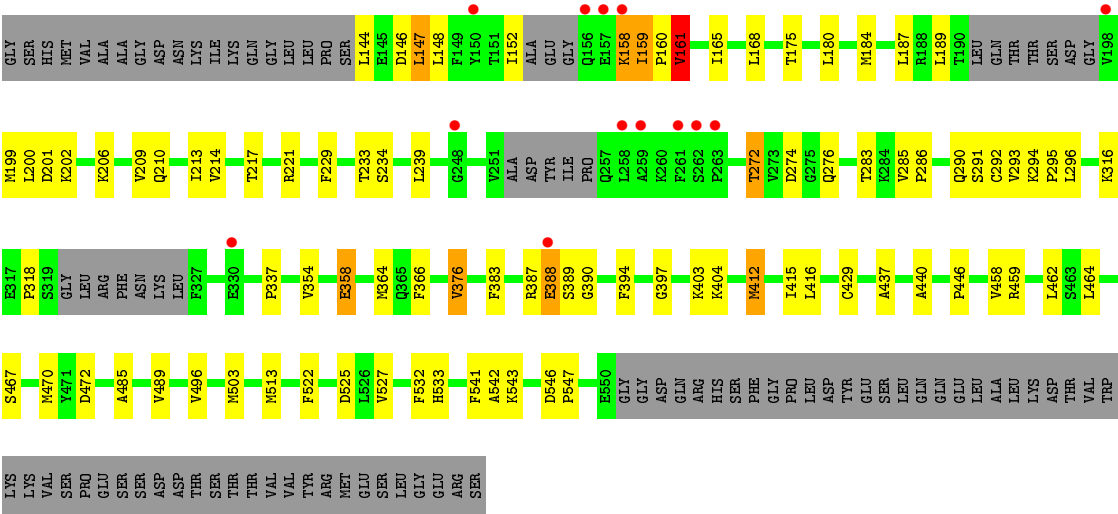 GLY SER HIS MET VAL ALA ALA GLY ASP ASN LYS ILE LYS GLN GLY LEU LEU PRO SER L144 E145 D146 L147 L148 F149 Y150 T151 I152 ALA GLU GLY Q156 E157 K158 I159 P160 V161 I165 L168 T175 L180 M184 L187 R188 L189 T190 LEU GLN THR THR SER ASP GLY V198
M199 L200 D201 K202 K206 V209 Q210 I213 V214 T217 R221 F229 T233 S234 L239 G248 V251 ALA ASP TYR ILE PRO Q257 L258 A259 K260 F261 S262 P263 T272 V273 D274 G275 Q276 T283 K284 V285 P286 Q290 S291 C292 V293 K294 P295 L296 K316
E317 P318 S319 GLY LEU ARG PHE ASN LYS LEU F327 E330 P337 V354 E358 M364 Q365 F366 V376 F383 R387 E388 S389 G390 F394 G397 K403 K404 M412 I415 L416 C429 A437 A440 P446 V458 R459 L462 S463 L464
S467 M470 Y471 D472 A485 V489 V496 M503 M513 F522 D525 L526 V527 F532 H533 F541 A542 K543 D546 P547 E550 GLY GLY ASP GLN ARG HIS SER PHE GLY PRO LEU ASP TYR GLU SER LEU GLN GLN GLU LEU ALA LEU LYS ASP THR VAL TRP
LYS LYS VAL SER PRO GLU SER SER ASP ASP THR SER THR THR VAL VAL TYR ARG MET GLU SER LEU GLY GLU ARG SER